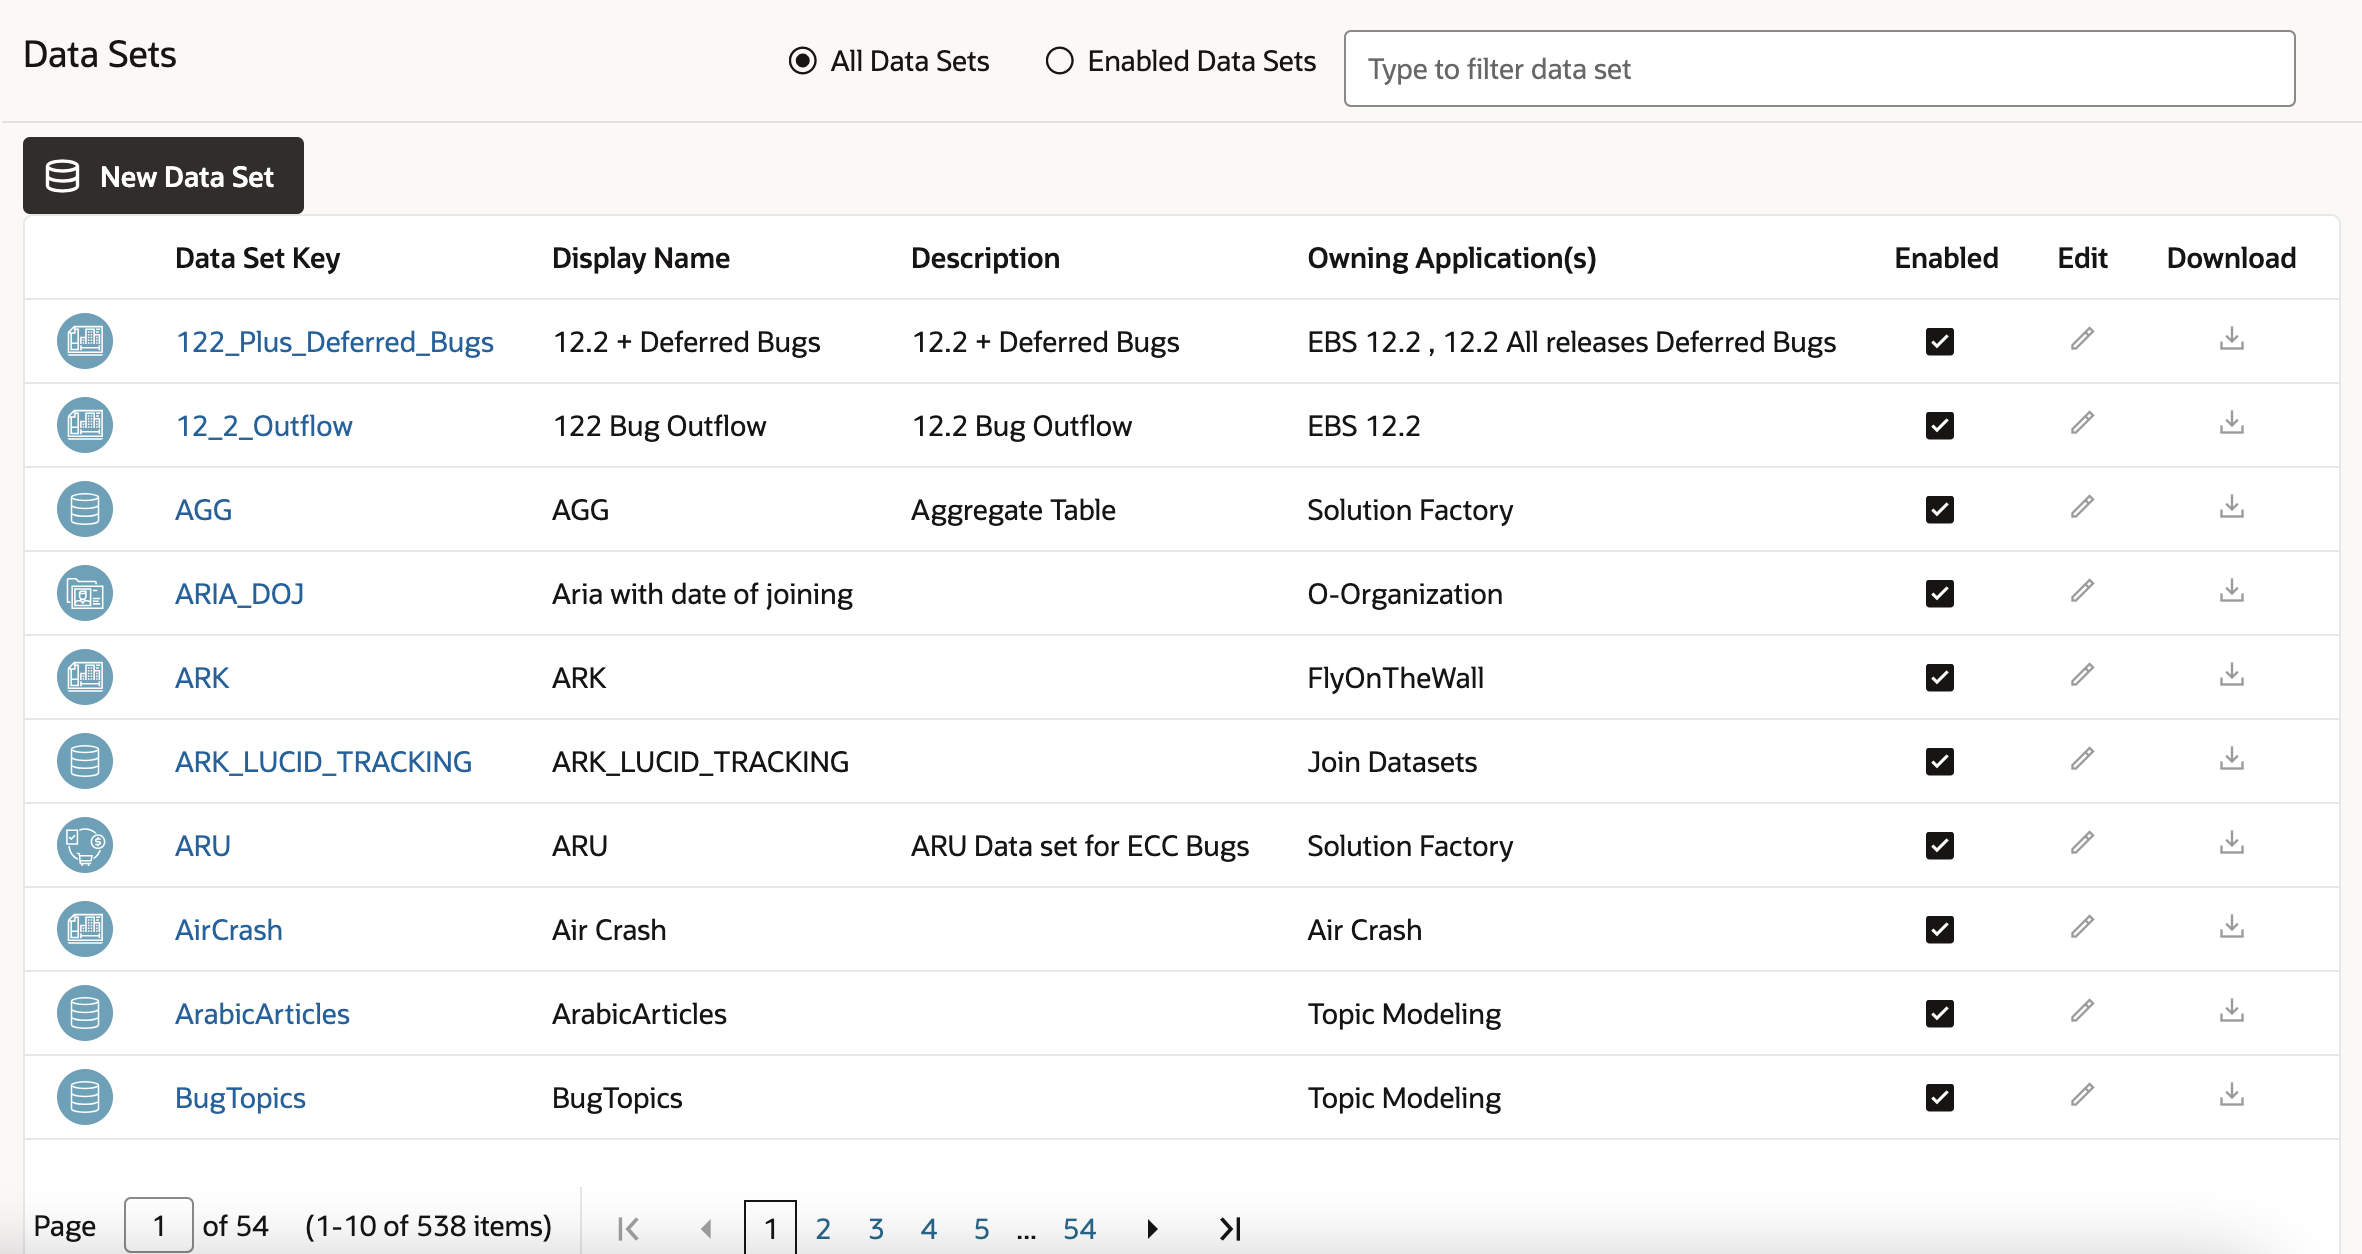 Data Sets
All Data Sets Enabled Data Sets Type to filter data set
New Data Set
Data Set Key Display Name Description Owning Application(s) Enabled Edit Download
122_Plus_Deferred_Bugs 12.2 + Deferred Bugs 12.2 + Deferred Bugs EBS 12.2 , 12.2 All releases Deferred Bugs
12_2_Outflow 122 Bug Outflow 12.2 Bug Outflow EBS 12.2
AGG AGG Aggregate Table Solution Factory
ARIA_DOJ Aria with date of joining O-Organization
ARK ARK FlyOnTheWall
ARK_LUCID_TRACKING ARK_LUCID_TRACKING Join Datasets
ARU ARU ARU Data set for ECC Bugs Solution Factory
AirCrash Air Crash Air Crash
ArabicArticles ArabicArticles Topic Modeling
BugTopics BugTopics Topic Modeling
Page 1 of 54 (1-10 of 538 items) 1 2 3 4 5 ... 54